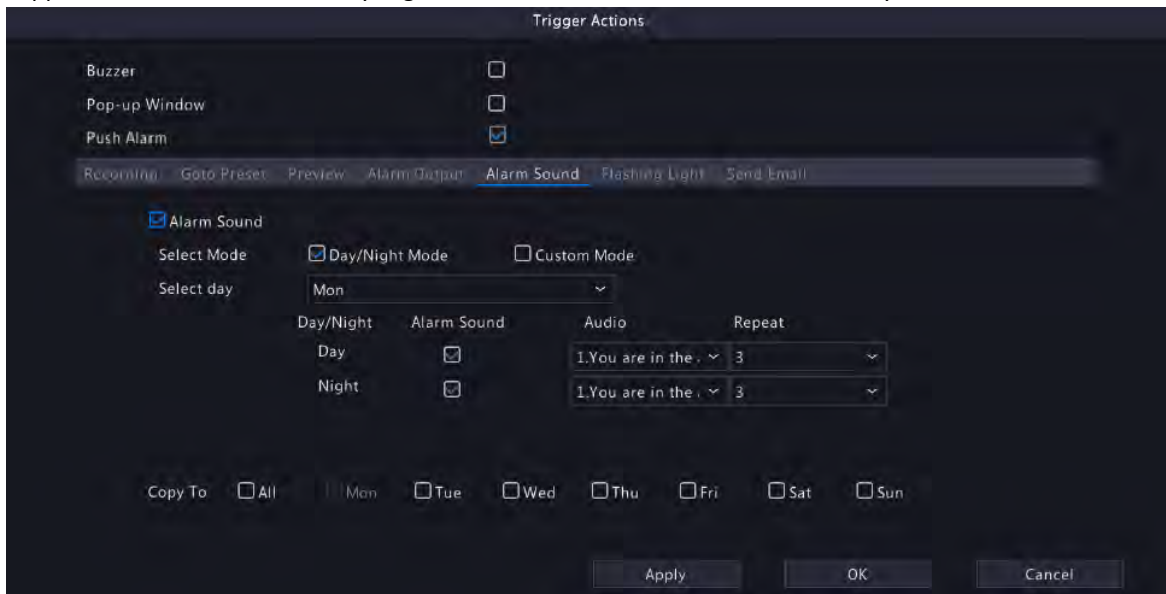 Trigger Actions
Buzzer
Pop-up Window
Push Alarm
Recording Goto Preset Preview Alarm Output Alarm Sound Flashing Light Send Email
Alarm Sound
Select Mode Day/Night Mode Custom Mode
Select day Mon
Day/Night Alarm Sound Audio Repeat
Day 1.You are in the 3
Night 1.You are in the 3
Copy To All Mon Tue Wed Thu Fri Sat Sun
Apply OK Cancel